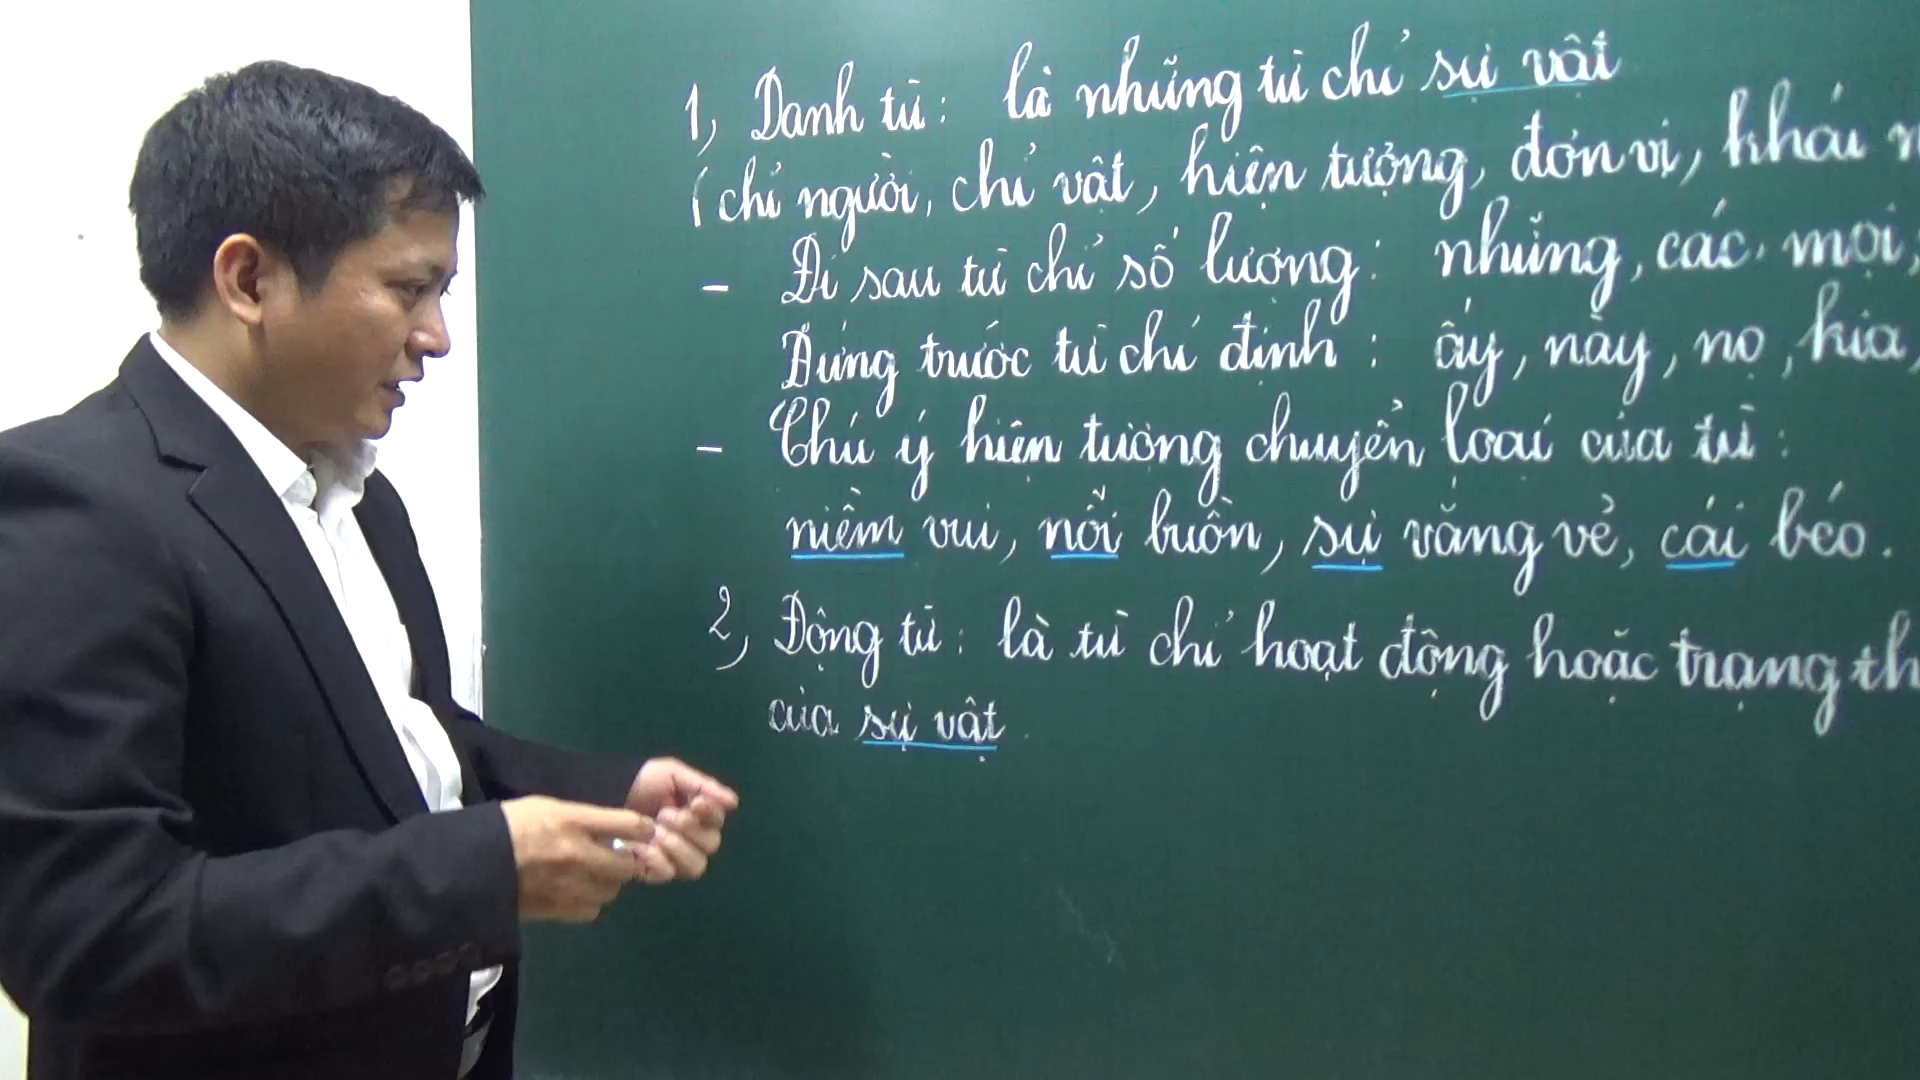 1, Danh từ: là những từ chỉ sự vật
(chỉ người, chỉ vật, hiện tượng, đơn vị, khái n
- Đi sau từ chỉ số lượng: những, các, mọi,
Đứng trước từ chỉ định: ấy, này, nọ, kia,
- Chú ý hiện tượng chuyển loại của từ:
niềm vui, nỗi buồn, sự vắng vẻ, cái béo.
2, Động từ: là từ chỉ hoạt động hoặc trạng th
của sự vật.